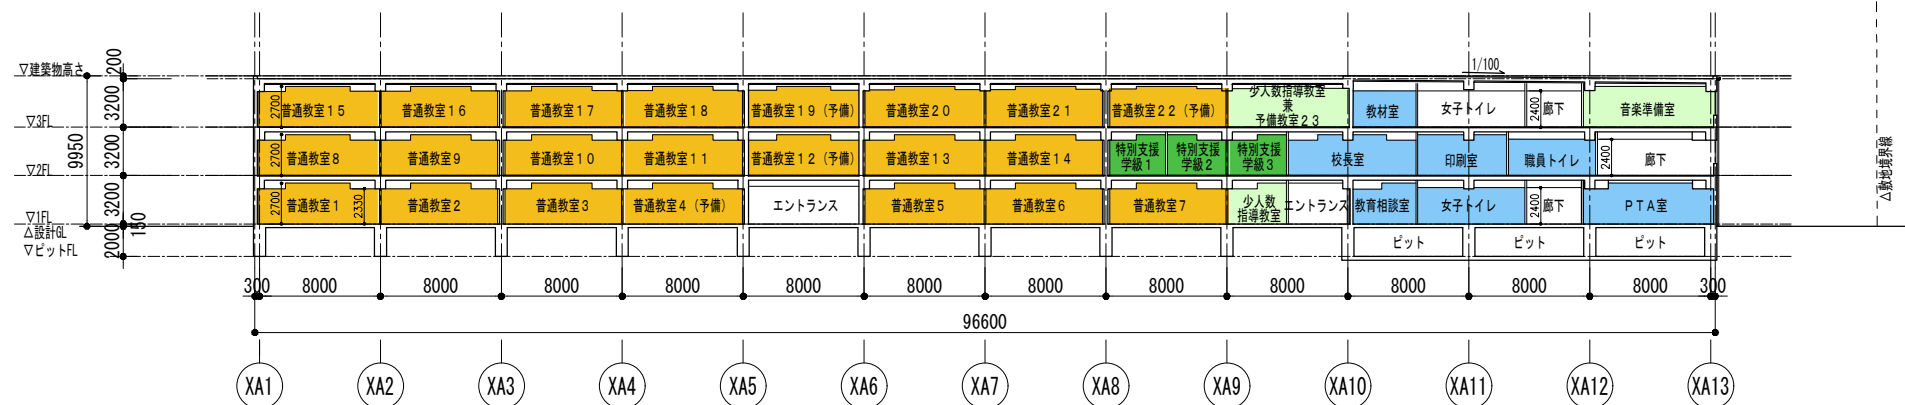 ▽建築物高さ
200
1/100
3200
2700
普通教室15
普通教室16
普通教室17
普通教室18
普通教室19(予備)
普通教室20
普通教室21
普通教室22(予備)
少人数指導教室
兼
予備教室23
教材室
女子トイレ
2400
廊下
音楽準備室
▽3FL
9950
3200
2700
普通教室8
普通教室9
普通教室10
普通教室11
普通教室12(予備)
普通教室13
普通教室14
特別支援
学級1
特別支援
学級2
特別支援
学級3
校長室
印刷室
職員トイレ
2400
廊下
△敷地境界線
▽2FL
3200
2700
普通教室1
2330
普通教室2
普通教室3
普通教室4(予備)
エントランス
普通教室5
普通教室6
普通教室7
少人数
指導教室
エントランス
教育相談室
女子トイレ
2400
廊下
PTA室
▽1FL
△設計GL
150
2000
▽ピットFL
ピット
ピット
ピット
300
8000
8000
8000
8000
8000
8000
8000
8000
8000
8000
8000
8000
300
96600
XA1
XA2
XA3
XA4
XA5
XA6
XA7
XA8
XA9
XA10
XA11
XA12
XA13